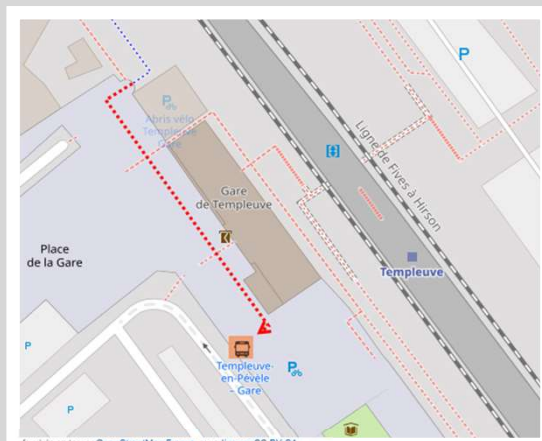 P
P
Abris vélo
Templeuve
Gare
Ligne de Fives à Hirson
Gare
de Templeuve
Place
de la Gare
Templeuve
P
Templeuve-
en-Pévèle
– Gare
P
P